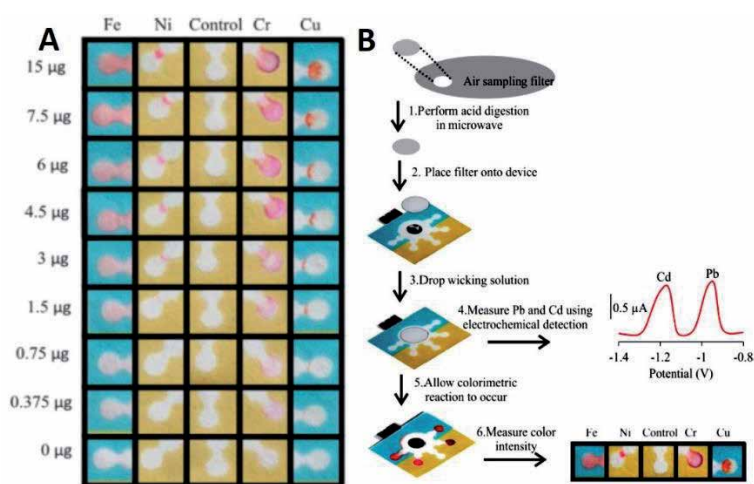 A
Fe Ni Control Cr Cu
15 µg
7.5 µg
6 µg
4.5 µg
3 µg
1.5 µg
0.75 µg
0.375 µg
0 µg
B
Air sampling filter
1.Perform acid digestion
in microwave
2. Place filter onto device
3.Drop wicking solution
4.Measure Pb and Cd using
electrochemical detection
Cd Pb
0.5 µA
-1.4 -1.2 -1 -0.8
Potential (V)
5.Allow colorimetric
reaction to occur
6.Measure color
intensity
Fe Ni Control Cr Cu